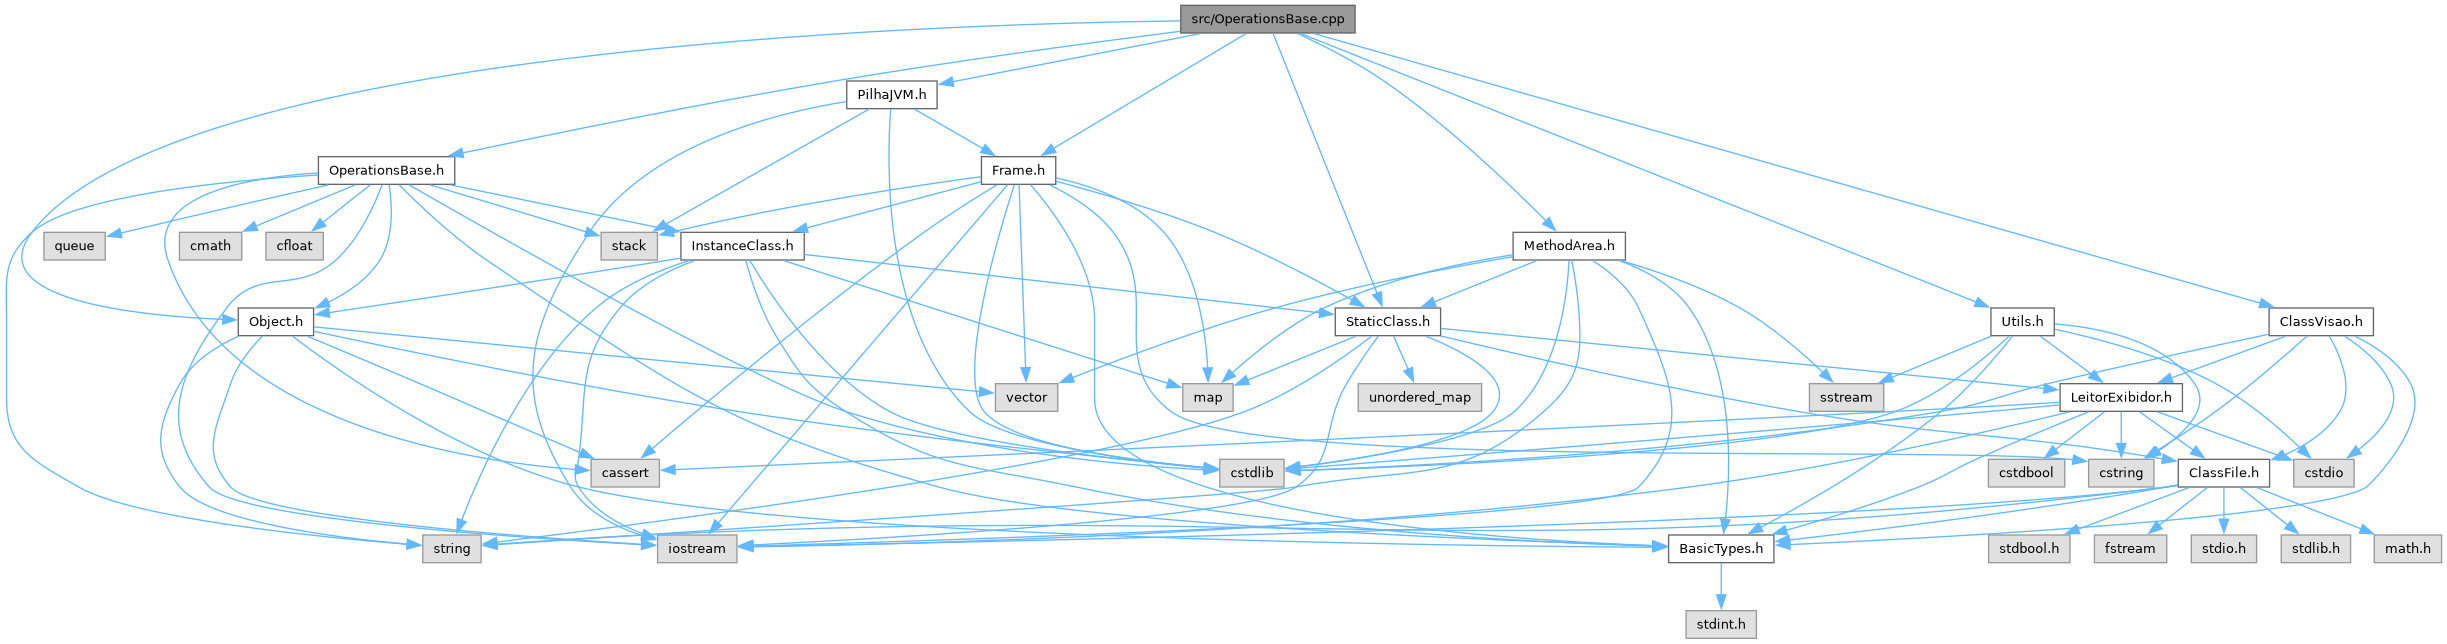 src/OperationsBase.cpp
PilhaJVM.h
OperationsBase.h
Frame.h
queue
cmath
cfloat
stack
InstanceClass.h
MethodArea.h
Object.h
StaticClass.h
Utils.h
ClassVisao.h
vector
map
unordered_map
sstream
LeitorExibidor.h
cassert
cstdlib
cstdbool
cstring
ClassFile.h
cstdio
string
iostream
BasicTypes.h
stdbool.h
fstream
stdio.h
stdlib.h
math.h
stdint.h